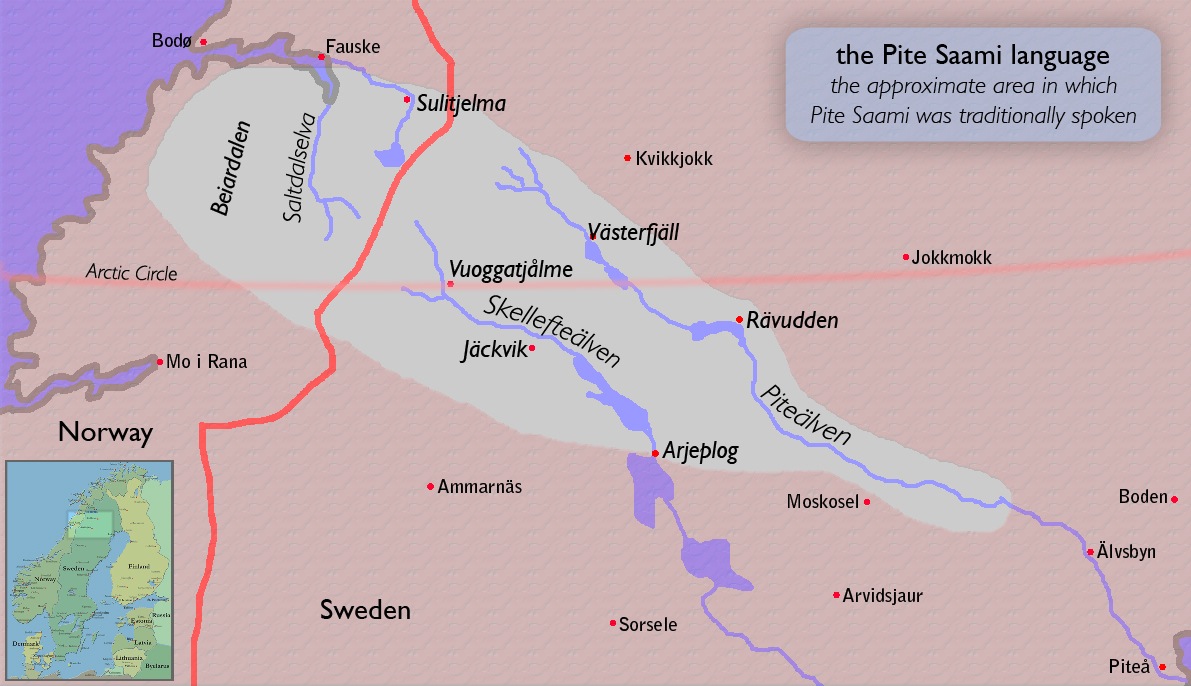 Bodø
Fauske
the Pite Saami language
the approximate area in which
Pite Saami was traditionally spoken
Sulitjelma
Beiardalen
Saltdalselva
Kvikkjokk
Västerfjäll
Jokkmokk
Arctic Circle
Vuoggatjålme
Skellefteälven
Rävudden
Jäckvik
Mo i Rana
Piteälven
Norway
Arjeplog
Ammarnäs
Moskosel
Boden
Älvsbyn
Arvidsjaur
Sweden
Sorsele
Piteå
Norway
Sweden
Finland
Russia
Estonia
Latvia
Lithuania
Denmark